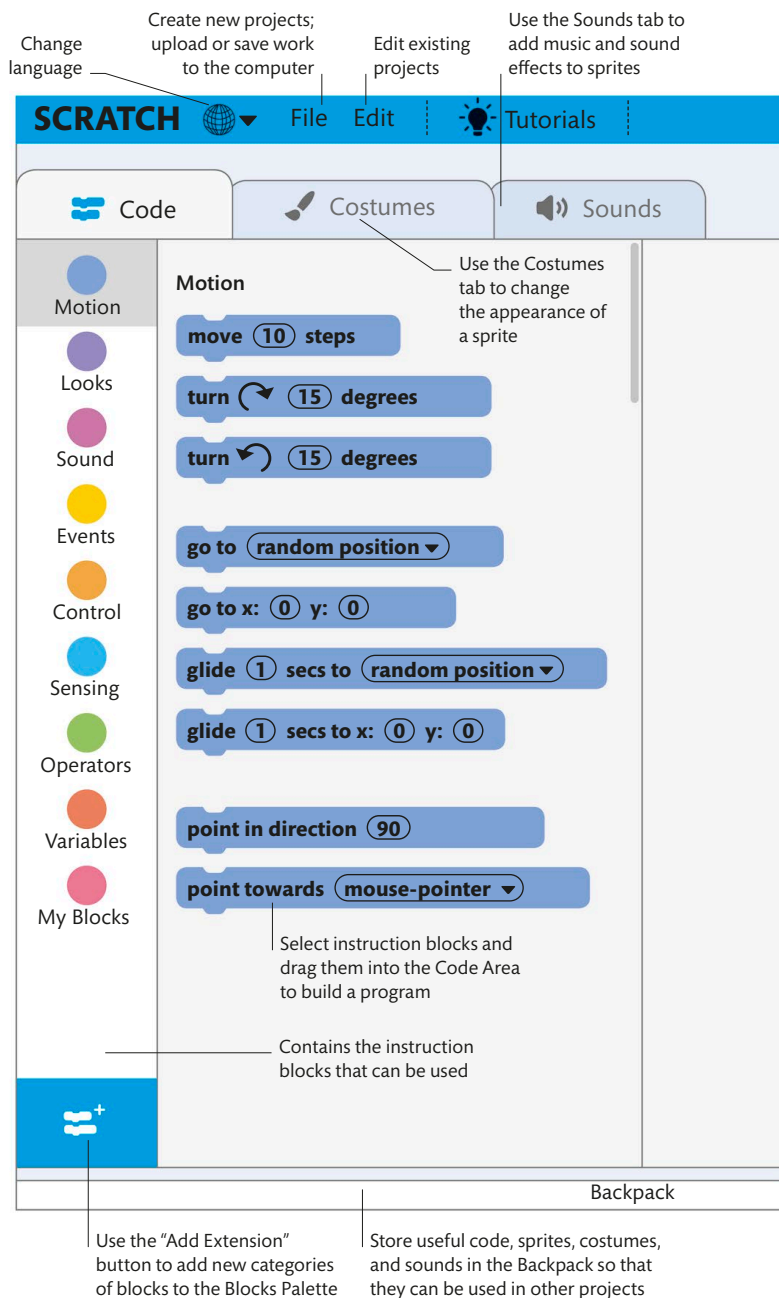 Change
language
Create new projects;
upload or save work
to the computer
Edit existing
projects
Use the Sounds tab to
add music and sound
effects to sprites
SCRATCH File Edit Tutorials
Code Costumes Sounds
Motion
Looks
Sound
Events
Control
Sensing
Operators
Variables
My Blocks
Motion
Use the Costumes
tab to change
the appearance of
a sprite
move 10 steps
turn 15 degrees
turn 15 degrees
go to random position
go to x: 0 y: 0
glide 1 secs to random position
glide 1 secs to x: 0 y: 0
point in direction 90
point towards mouse-pointer
Select instruction blocks and
drag them into the Code Area
to build a program
Contains the instruction
blocks that can be used
Backpack
Use the “Add Extension”
button to add new categories
of blocks to the Blocks Palette
Store useful code, sprites, costumes,
and sounds in the Backpack so that
they can be used in other projects